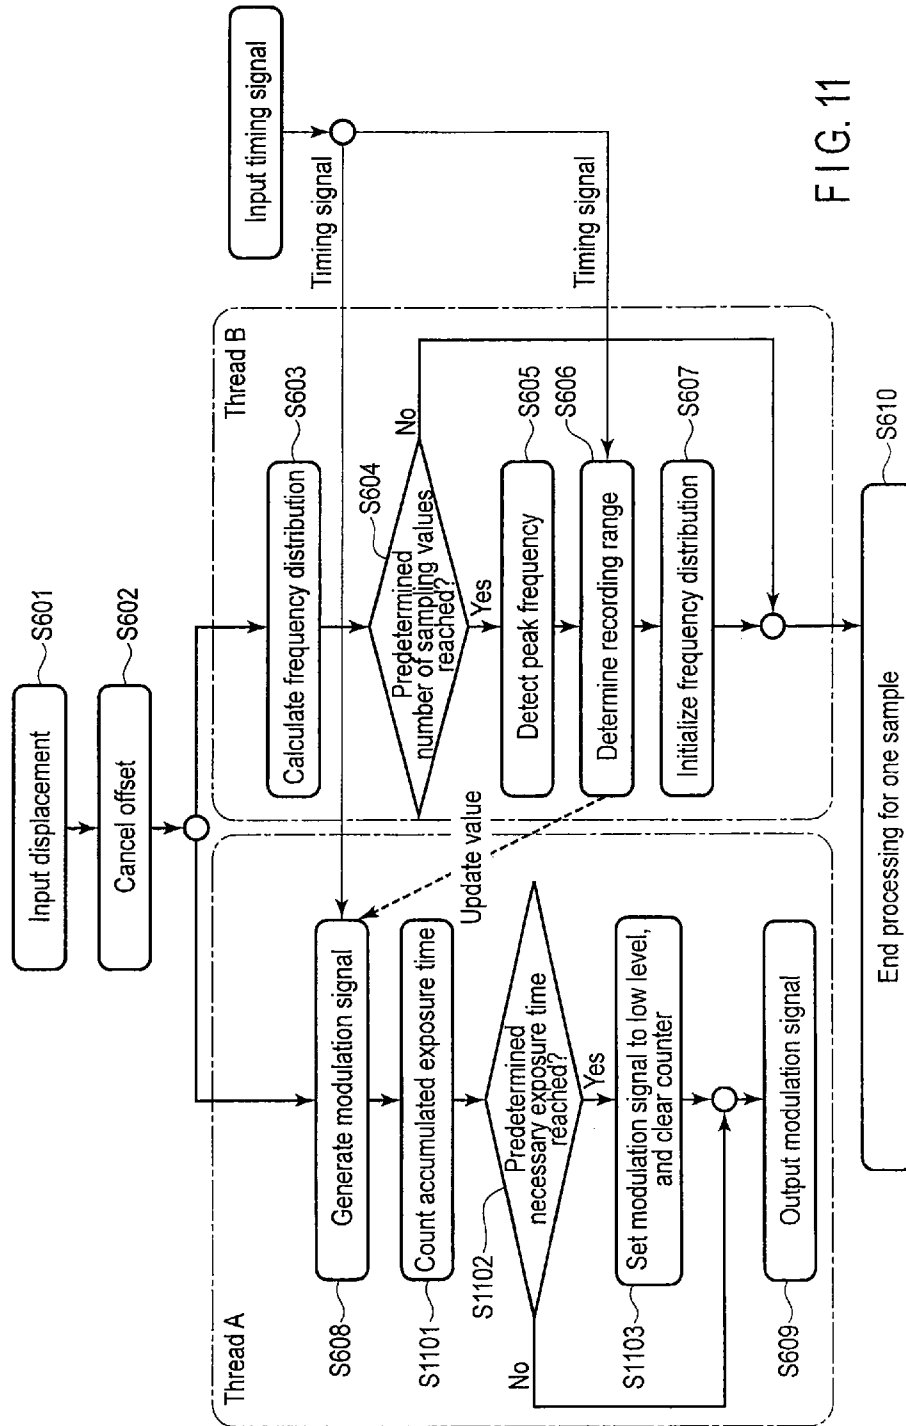 Input displacement
S601
Cancel offset
S602
Input timing signal
Timing signal
Timing signal
Thread A
Generate modulation signal
S608
Count accumulated exposure time
S1101
Predetermined
necessary exposure time
reached?
S1102
Yes
No
Set modulation signal to low level,
and clear counter
S1103
Output modulation signal
S609
Update value
Thread B
Calculate frequency distribution
S603
Predetermined
number of sampling values
reached?
S604
No
Yes
Detect peak frequency
S605
Determine recording range
S606
Initialize frequency distribution
S607
End processing for one sample
S610
FIG. 11